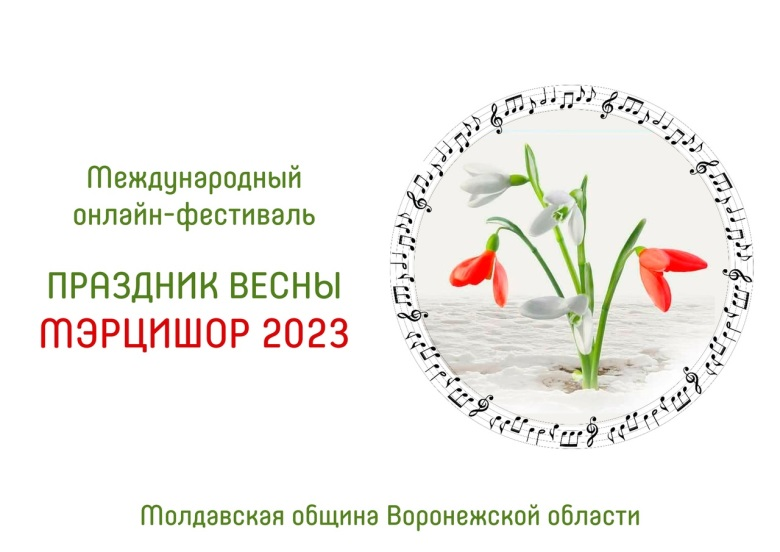 Международный
онлайн-фестиваль
ПРАЗДНИК ВЕСНЫ
МЭРЦИШОР 2023
Молдавская община Воронежской области